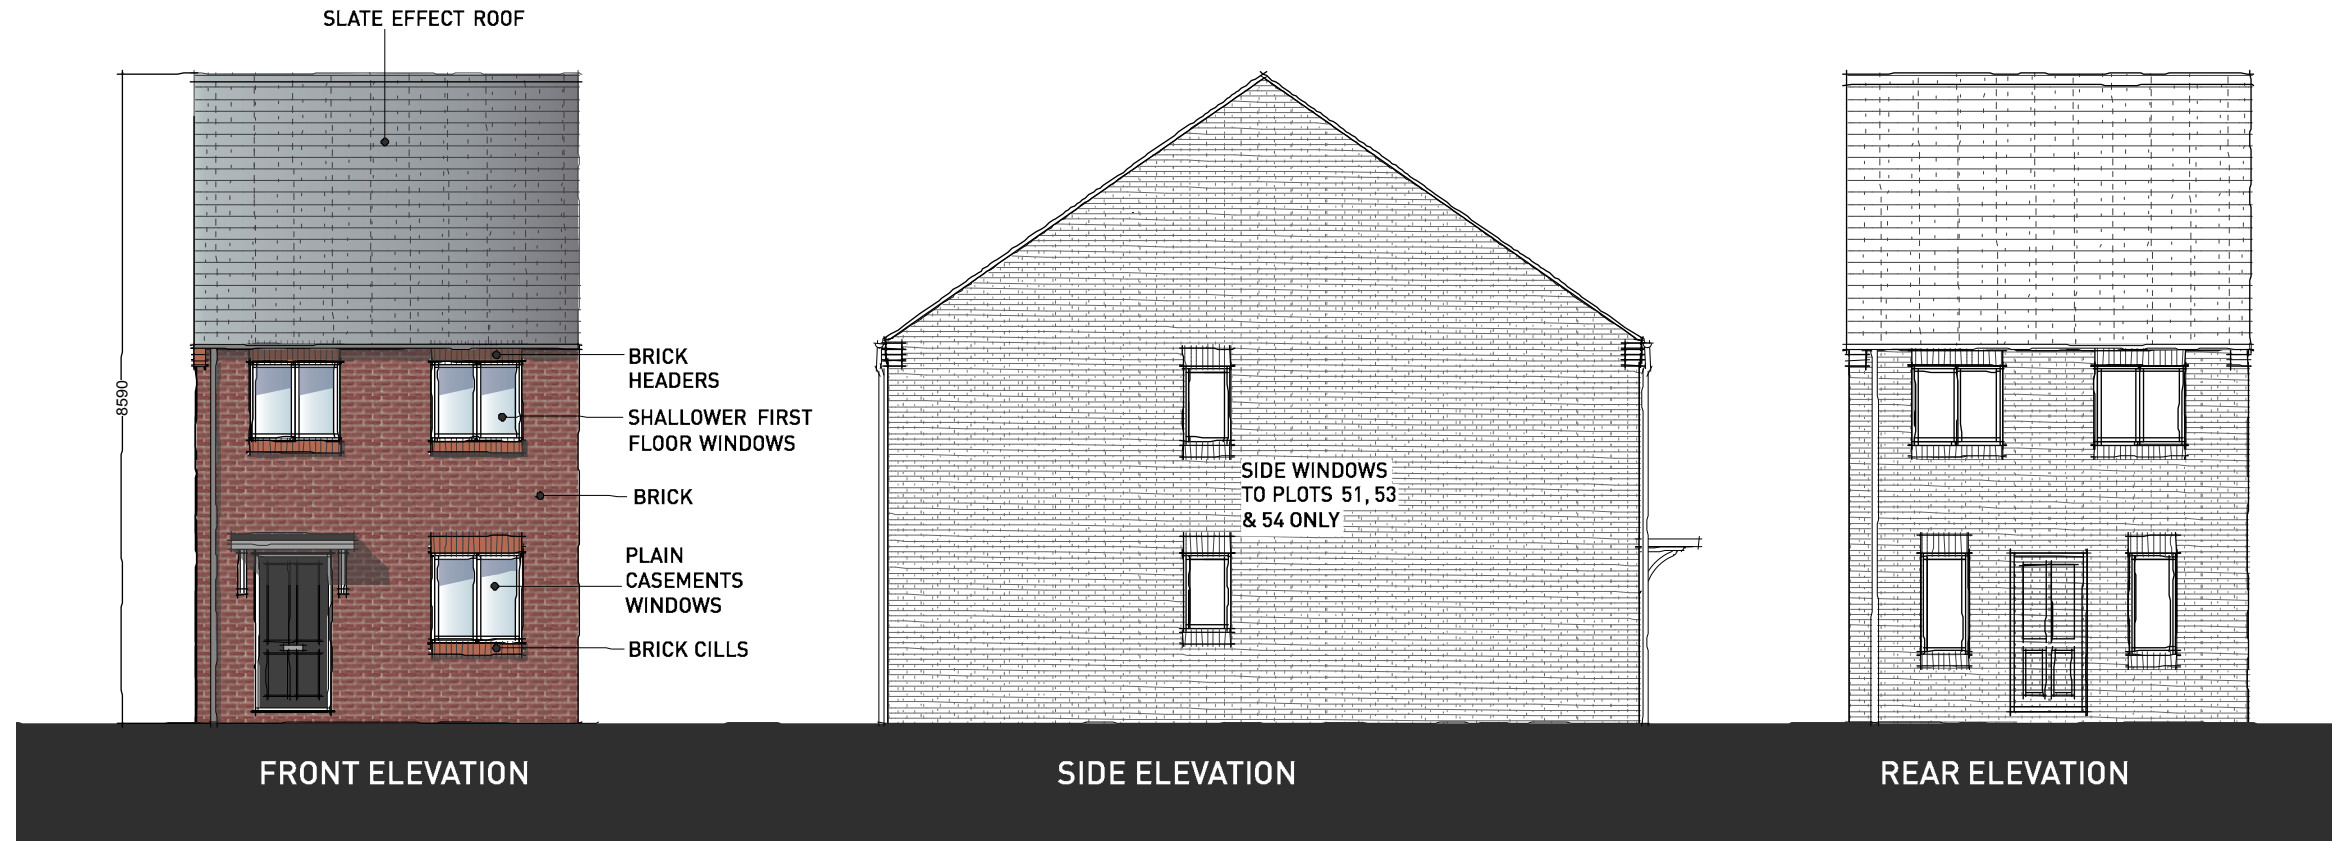 SLATE EFFECT ROOF
8590
BRICK
HEADERS
SHALLOWER FIRST
FLOOR WINDOWS
BRICK
PLAIN
CASEMENTS
WINDOWS
BRICK CILLS
SIDE WINDOWS
TO PLOTS 51, 53
& 54 ONLY
FRONT ELEVATION
SIDE ELEVATION
REAR ELEVATION